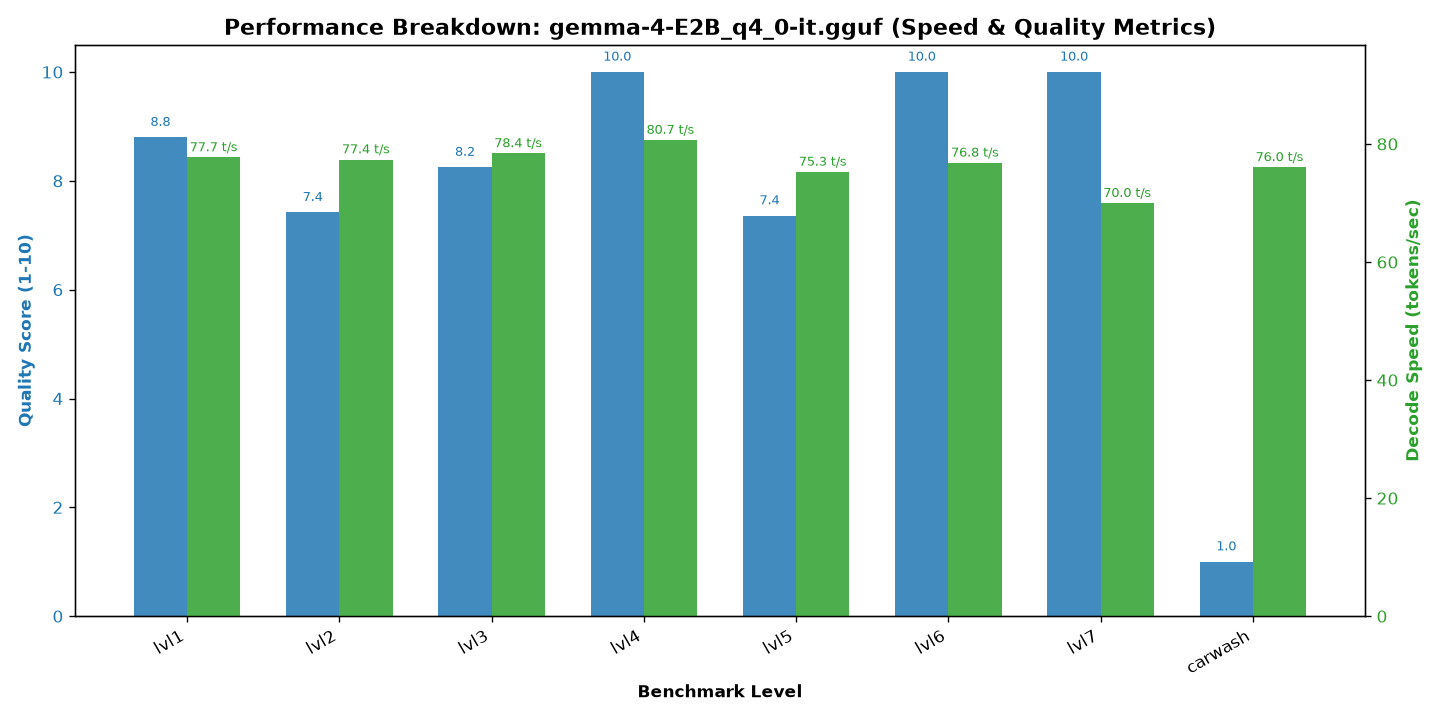 Performance Breakdown: gemma-4-E2B_q4_0-it.gguf (Speed & Quality Metrics)
Quality Score (1-10)
10
8
6
4
2
0
8.8
77.7 t/s
7.4
77.4 t/s
8.2
78.4 t/s
10.0
80.7 t/s
7.4
75.3 t/s
10.0
76.8 t/s
10.0
70.0 t/s
1.0
76.0 t/s
80
60
40
20
0
Decode Speed (tokens/sec)
lvl1
lvl2
lvl3
lvl4
lvl5
lvl6
lvl7
carwash
Benchmark Level